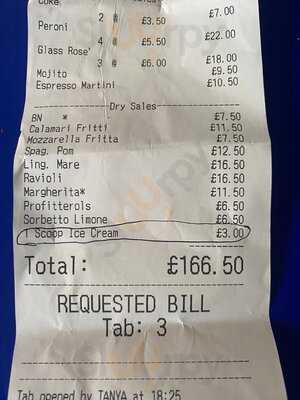 Coke
2 @ £3.50 £7.00
Peroni
4 @ £5.50 £22.00
Glass Rose'
3 @ £6.00 £18.00
Mojito £9.50
Espresso Martini £10.50
Dry Sales
BN * £7.50
Calamari Fritti £11.50
Mozzarella Fritta £7.50
Spag. Pom £12.50
Ling. Mare £16.50
Ravioli £16.50
Margherita* £11.50
Profitterols £6.50
Sorbetto Limone £6.50
1 Scoop Ice Cream £3.00
Total: £166.50
REQUESTED BILL
Tab: 3
Tab opened by TANYA at 18:25